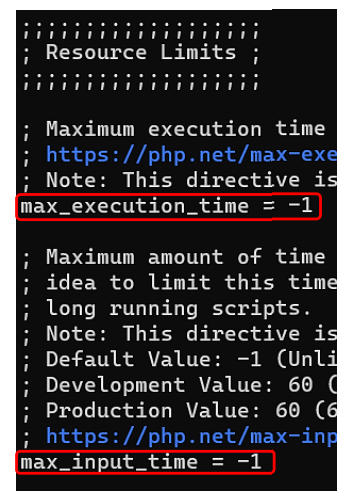 ;;;;;;;;;;;;;;;;;;;
; Resource Limits ;
;;;;;;;;;;;;;;;;;;;
; Maximum execution time
; https://php.net/max-exe
; Note: This directive is
max_execution_time = -1
; Maximum amount of time
; idea to limit this time
; long running scripts.
; Note: This directive is
; Default Value: -1 (Unli
; Development Value: 60 (
; Production Value: 60 (6
; https://php.net/max-inp
max_input_time = -1